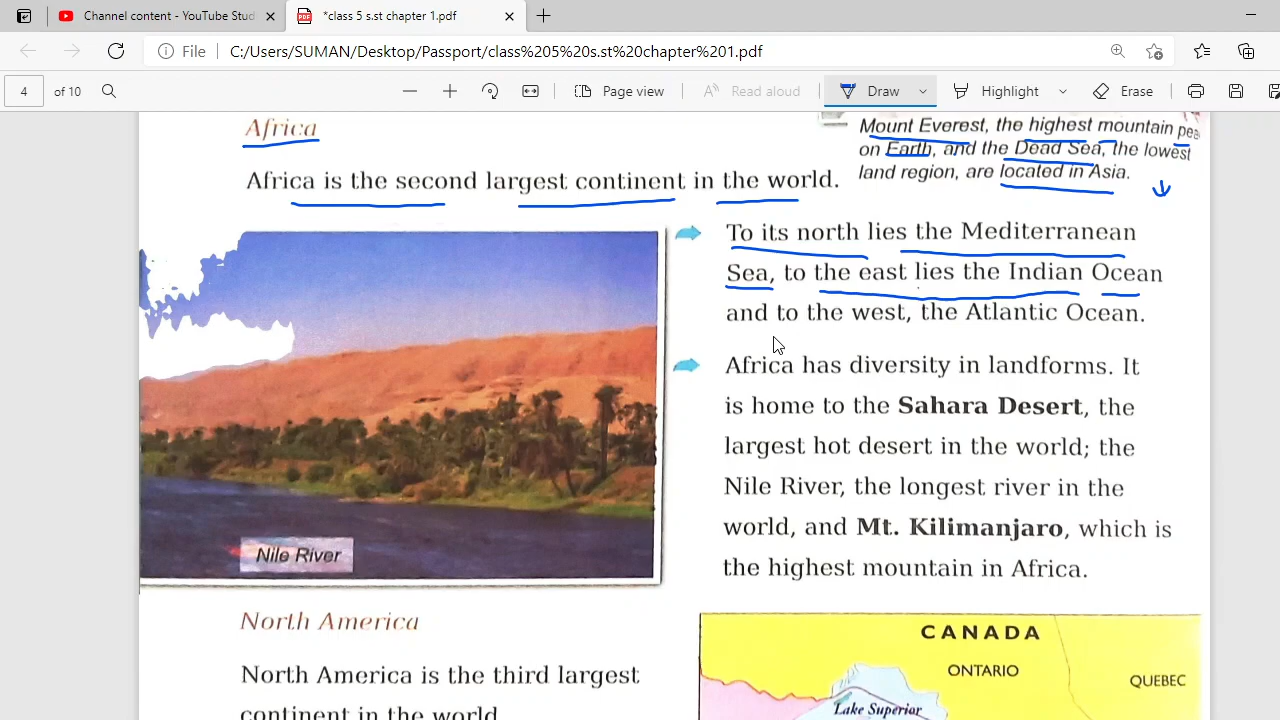 Channel content - YouTube Stud
*class 5 s.st chapter 1.pdf
File
C:/Users/SUMAN/Desktop/Passport/class%205%20s.st%20chapter%201.pdf
4 of 10
Page view
Read aloud
Draw
Highlight
Erase
Africa
Mount Everest, the highest mountain pea
on Earth, and the Dead Sea, the lowest
land region, are located in Asia.
Africa is the second largest continent in the world.
To its north lies the Mediterranean
Sea, to the east lies the Indian Ocean
and to the west, the Atlantic Ocean.
Africa has diversity in landforms. It
is home to the Sahara Desert, the
largest hot desert in the world; the
Nile River, the longest river in the
world, and Mt. Kilimanjaro, which is
the highest mountain in Africa.
Nile River
North America
North America is the third largest
continent in the world
CANADA
ONTARIO
QUEBEC
Lake Superior